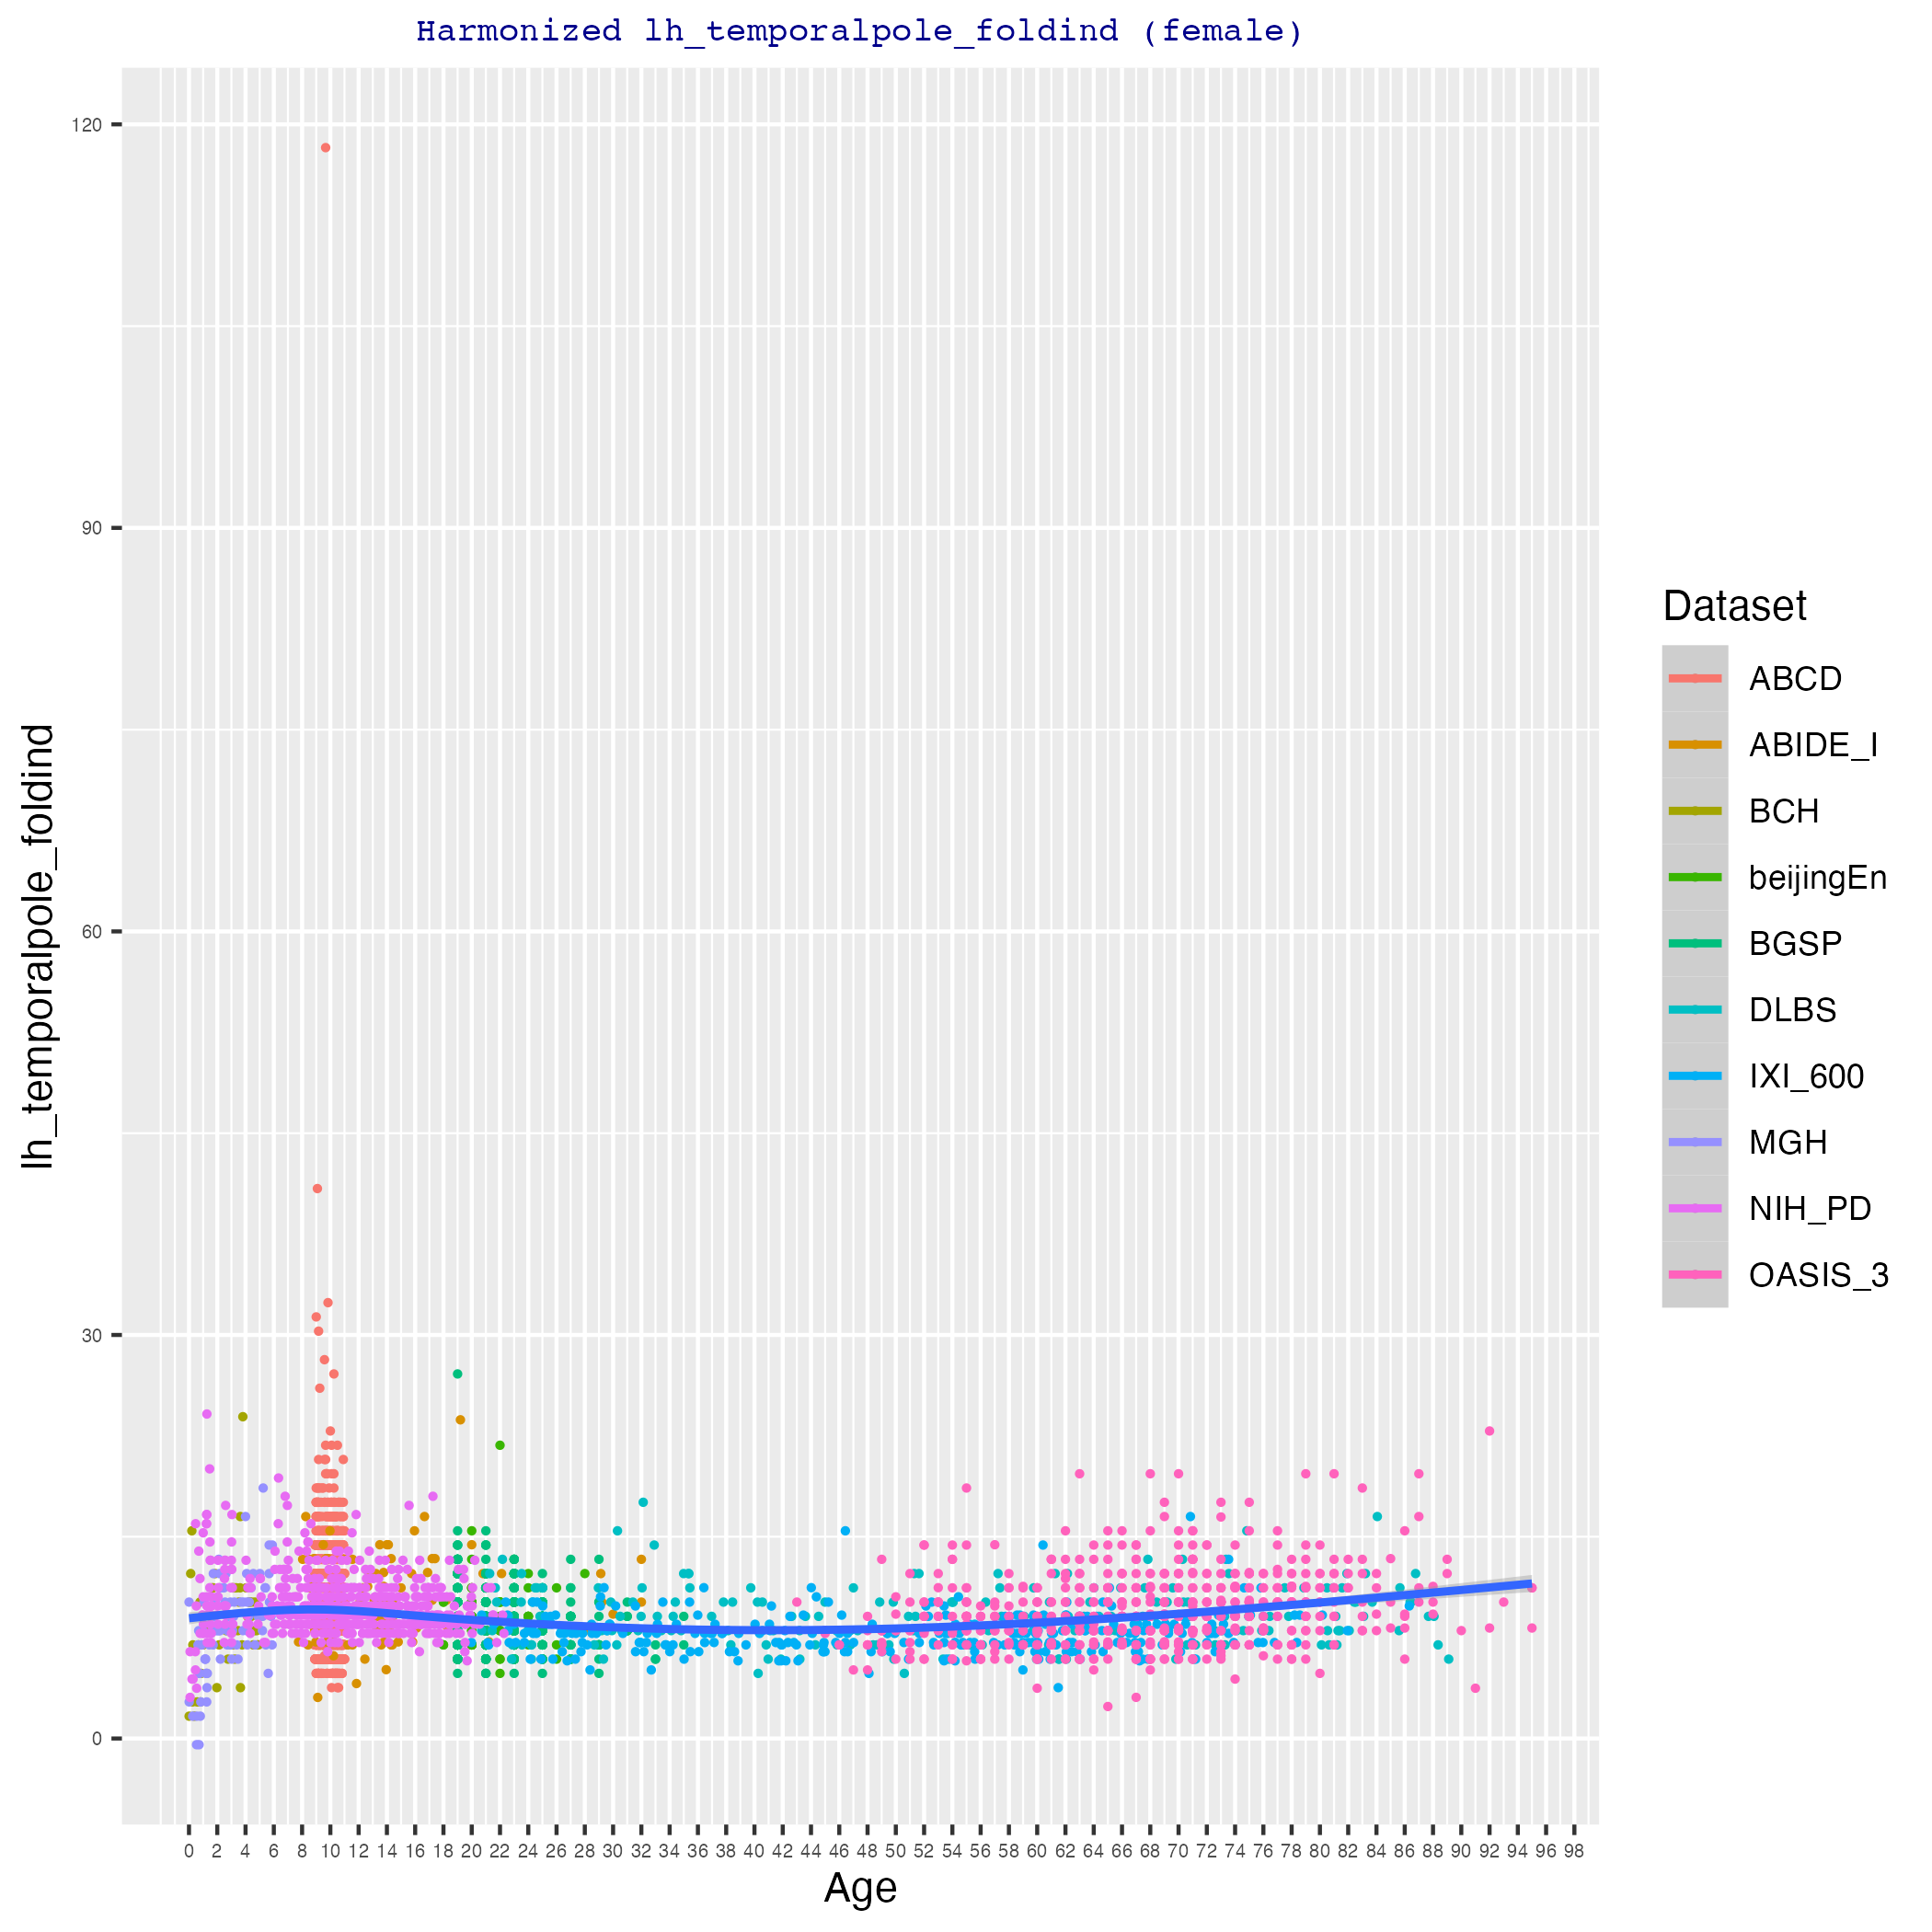 Harmonized lh_temporalpole_foldind (female)
120
90
60
30
0
lh_temporalpole_foldind
0 2 4 6 8 10 12 14 16 18 20 22 24 26 28 30 32 34 36 38 40 42 44 46 48 50 52 54 56 58 60 62 64 66 68 70 72 74 76 78 80 82 84 86 88 90 92 94 96 98
Age
Dataset
ABCD
ABIDE_I
BCH
beijingEn
BGSP
DLBS
IXI_600
MGH
NIH_PD
OASIS_3